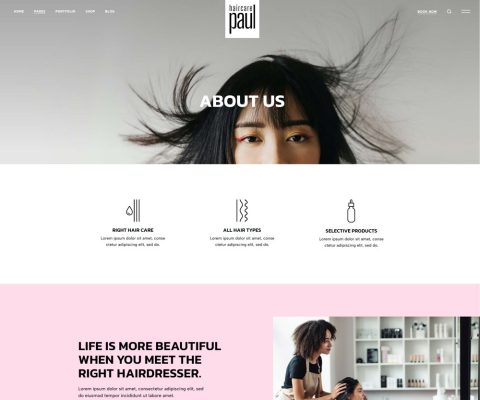 HOME PAGES PORTFOLIO SHOP BLOG
haircare
paul
BOOK NOW
ABOUT US
RIGHT HAIR CARE
Lorem ipsum dolor sit amet, conse
ctetur adipiscing elit, sed do.
ALL HAIR TYPES
Lorem ipsum dolor sit amet, conse
ctetur adipiscing elit, sed do.
SELECTIVE PRODUCTS
Lorem ipsum dolor sit amet, conse
ctetur adipiscing elit, sed do.
LIFE IS MORE BEAUTIFUL
WHEN YOU MEET THE
RIGHT HAIRDRESSER.
Lorem ipsum dolor sit amet, consectetur adipiscing elit, sed
do eiusmod tempor incididunt ut labore amet